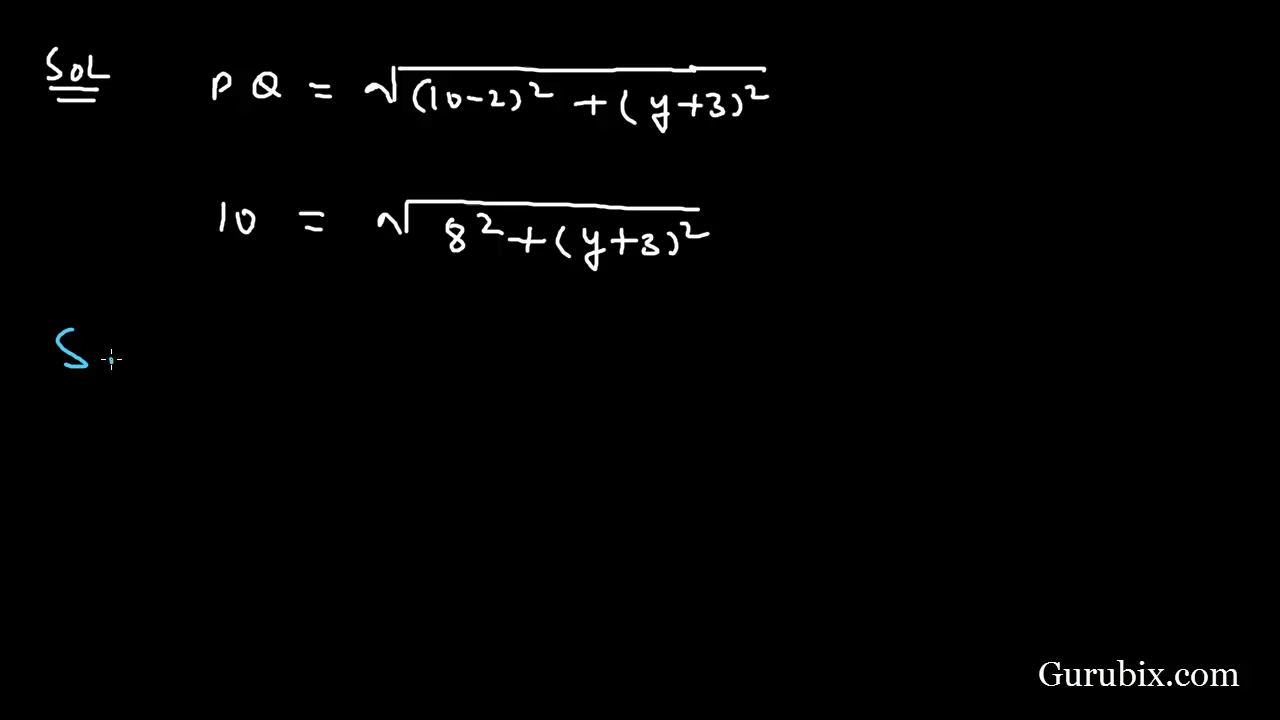 SOL PQ = √(10-2)² + (y+3)²
10 = √8² + (y+3)²
S
Gurubix.com